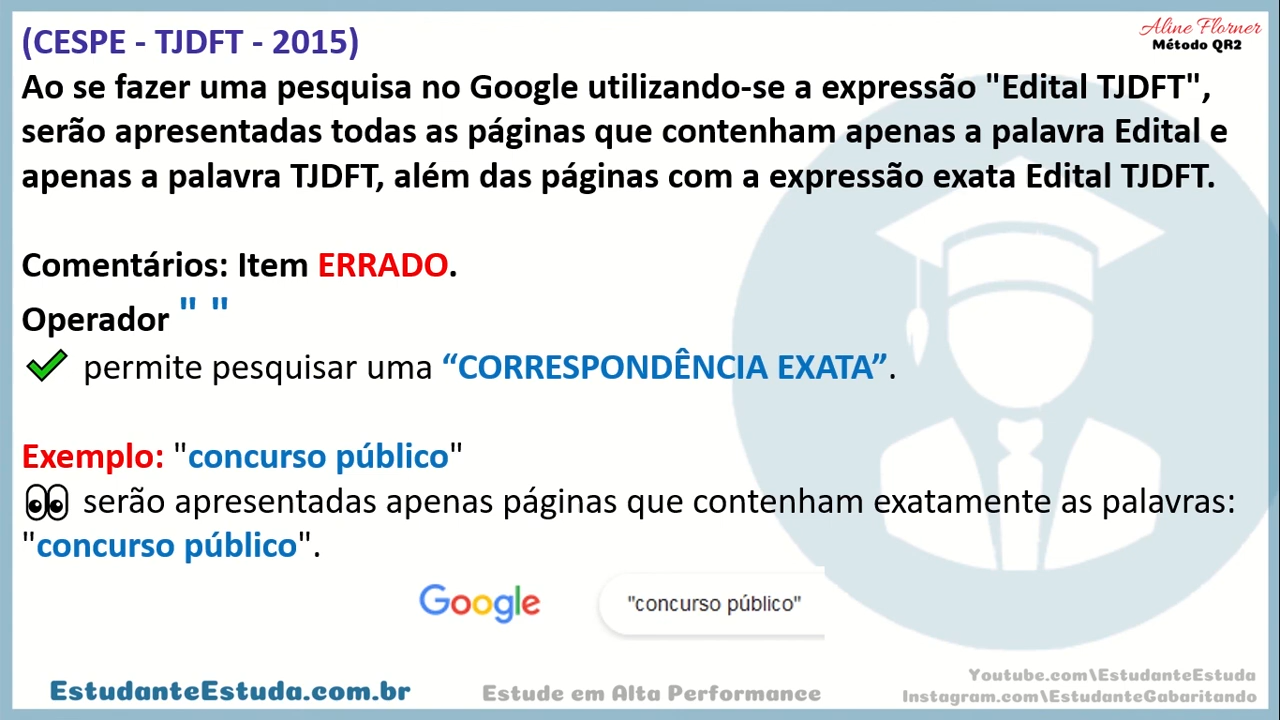 (CESPE - TJDFT - 2015)
Aline Florner
Método QR2
Ao se fazer uma pesquisa no Google utilizando-se a expressão "Edital TJDFT",
serão apresentadas todas as páginas que contenham apenas a palavra Edital e
apenas a palavra TJDFT, além das páginas com a expressão exata Edital TJDFT.
Comentários: Item ERRADO.
Operador " "
permite pesquisar uma “CORRESPONDÊNCIA EXATA”.
Exemplo: "concurso público"
serão apresentadas apenas páginas que contenham exatamente as palavras:
"concurso público".
Google
"concurso público"
EstudanteEstuda.com.br
Estude em Alta Performance
Youtube.com\EstudanteEstuda
Instagram.com\EstudanteGabaritando